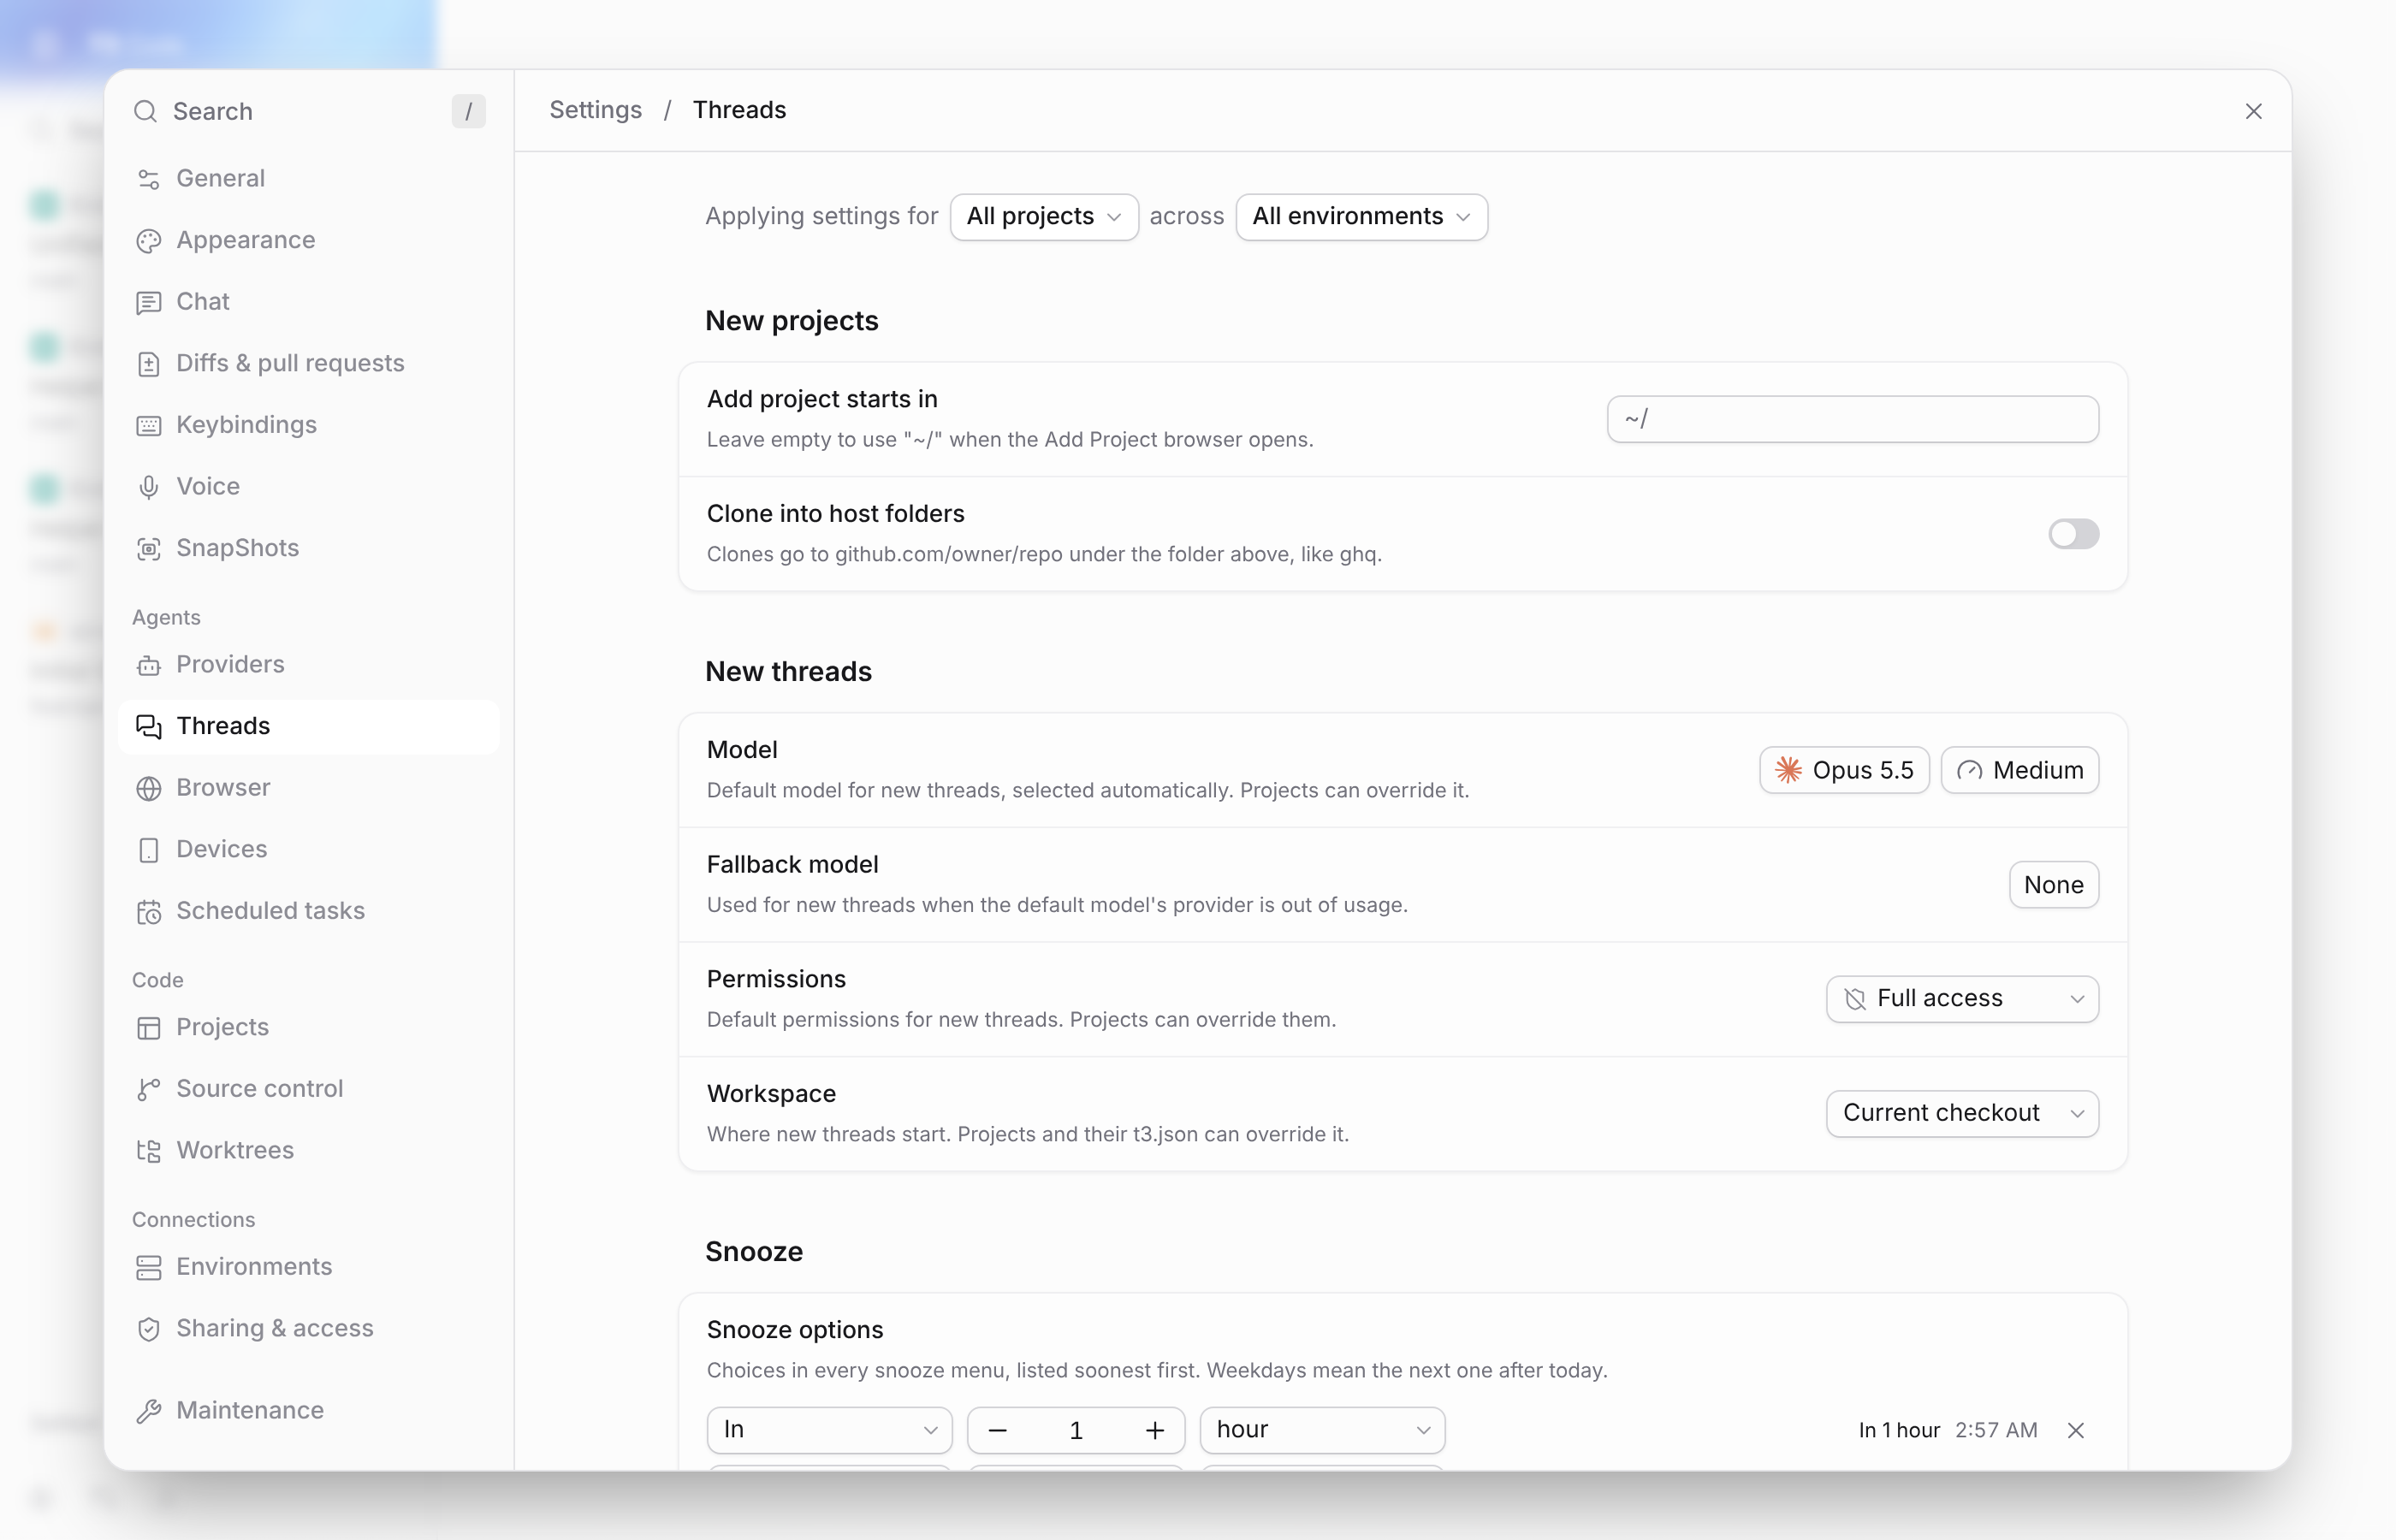 Search /
General
Appearance
Chat
Diffs & pull requests
Keybindings
Voice
SnapShots
Agents
Providers
Threads
Browser
Devices
Scheduled tasks
Code
Projects
Source control
Worktrees
Connections
Environments
Sharing & access
Maintenance
Settings / Threads
Applying settings for All projects across All environments
New projects
Add project starts in
Leave empty to use "~/" when the Add Project browser opens.
~/
Clone into host folders
Clones go to github.com/owner/repo under the folder above, like ghq.
New threads
Model
Default model for new threads, selected automatically. Projects can override it.
Opus 5.5 Medium
Fallback model
Used for new threads when the default model's provider is out of usage.
None
Permissions
Default permissions for new threads. Projects can override them.
Full access
Workspace
Where new threads start. Projects and their t3.json can override it.
Current checkout
Snooze
Snooze options
Choices in every snooze menu, listed soonest first. Weekdays mean the next one after today.
In 1 hour In 1 hour 2:57 AM